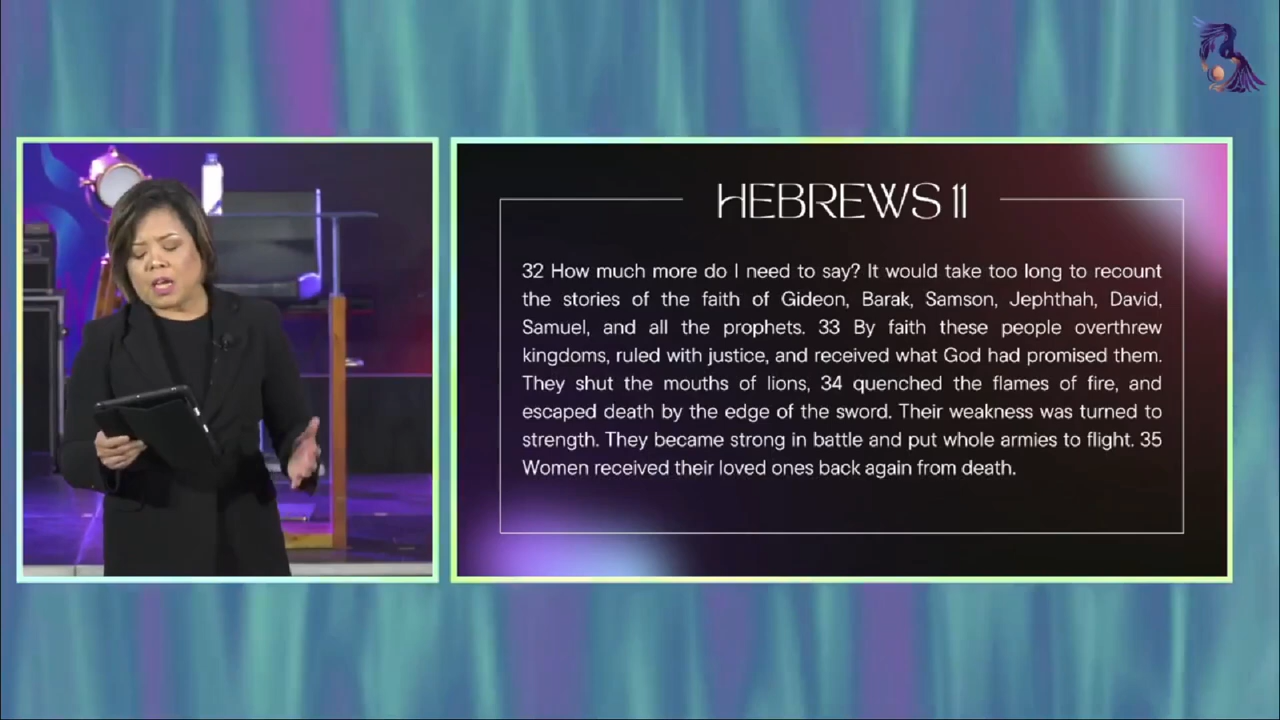 HEBREWS 11
32 How much more do I need to say? It would take too long to recount
the stories of the faith of Gideon, Barak, Samson, Jephthah, David,
Samuel, and all the prophets. 33 By faith these people overthrew
kingdoms, ruled with justice, and received what God had promised them.
They shut the mouths of lions, 34 quenched the flames of fire, and
escaped death by the edge of the sword. Their weakness was turned to
strength. They became strong in battle and put whole armies to flight. 35
Women received their loved ones back again from death.